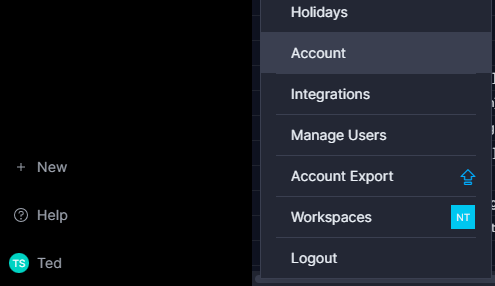 Holidays
Account
Integrations
Manage Users
Account Export
Workspaces
NT
Logout
New
Help
TS
Ted